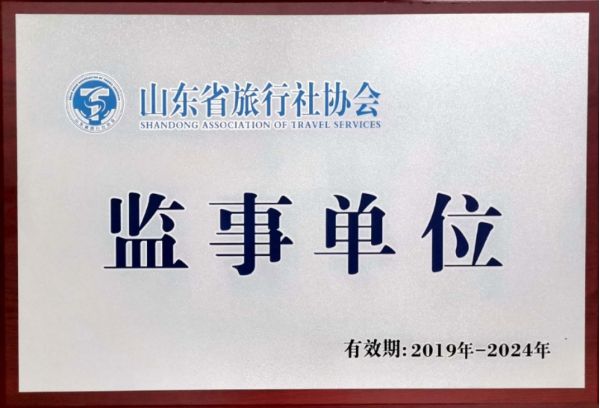 山东省旅行社协会
SHANDONG ASSOCIATION OF TRAVEL SERVICES
监事单位
有效期:2019年-2024年